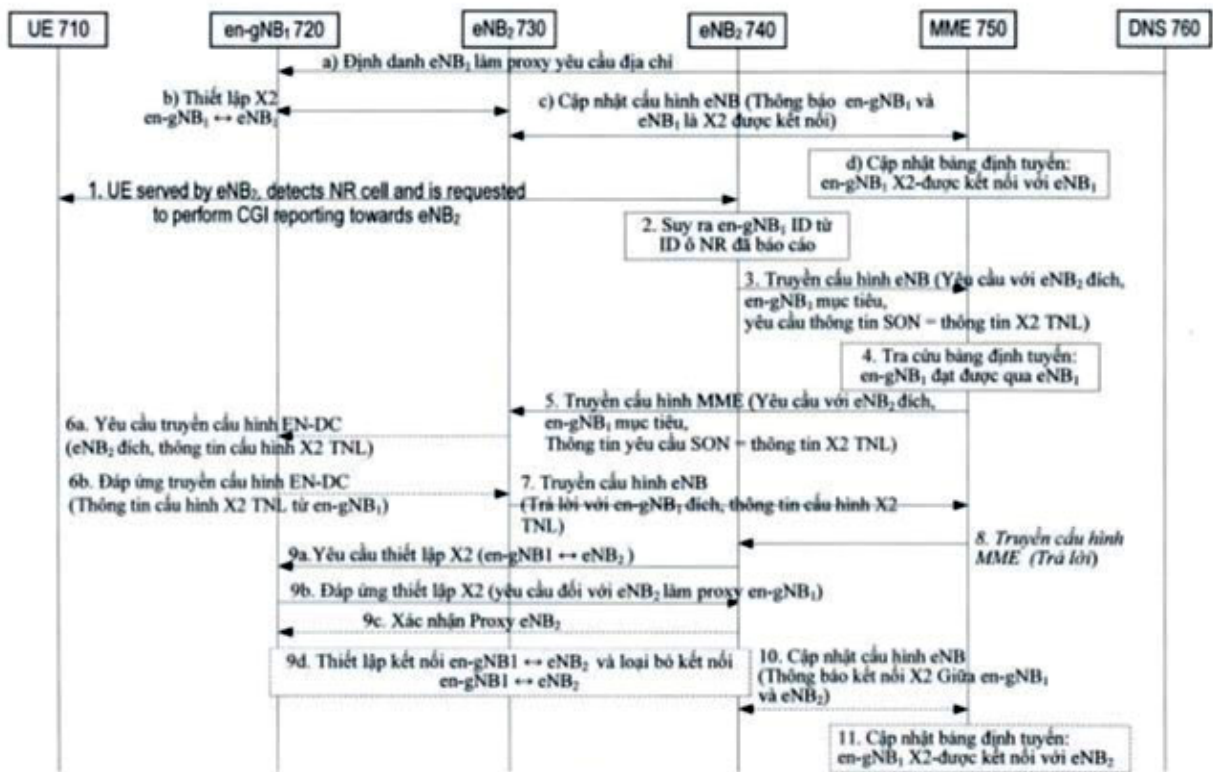 UE 710
en-gNB₁ 720
eNB₂ 730
eNB₂ 740
MME 750
DNS 760
a) Định danh eNB₁ làm proxy yêu cầu địa chỉ
b) Thiết lập X2
en-gNB₁ ↔ eNB₁
c) Cập nhật cấu hình eNB (Thông báo en-gNB₁ và
eNB₁ là X2 được kết nối)
d) Cập nhật bảng định tuyến:
en-gNB₁ X2-được kết nối với eNB₁
1. UE served by eNB₂, detects NR cell and is requested
to perform CGI reporting towards eNB₂
2. Suy ra en-gNB₁ ID từ
ID ô NR đã báo cáo
3. Truyền cấu hình eNB (Yêu cầu với eNB₂ đích,
en-gNB₁ mục tiêu,
yêu cầu thông tin SON = thông tin X2 TNL)
4. Tra cứu bảng định tuyến:
en-gNB₁ đạt được qua eNB₁
5. Truyền cấu hình MME (Yêu cầu với eNB₂ đích,
en-gNB₁ mục tiêu,
Thông tin yêu cầu SON = thông tin X2 TNL)
6a. Yêu cầu truyền cấu hình EN-DC
(eNB₂ đích, thông tin cấu hình X2 TNL)
6b. Đáp ứng truyền cấu hình EN-DC
(Thông tin cấu hình X2 TNL từ en-gNB₁)
7. Truyền cấu hình eNB
(Trả lời với en-gNB₁ đích, thông tin cấu hình X2
TNL)
8. Truyền cấu hình
MME (Trả lời)
9a. Yêu cầu thiết lập X2 (en-gNB1 ↔ eNB₂ )
9b. Đáp ứng thiết lập X2 (yêu cầu đối với eNB₂ làm proxy en-gNB₁)
9c. Xác nhận Proxy eNB₂
9d. Thiết lập kết nối en-gNB1 ↔ eNB₂ và loại bỏ kết nối
en-gNB1 ↔ eNB₂
10. Cập nhật cấu hình eNB
(Thông báo kết nối X2 Giữa en-gNB₁
và eNB₂)
11. Cập nhật bảng định tuyến:
en-gNB₁ X2-được kết nối với eNB₂